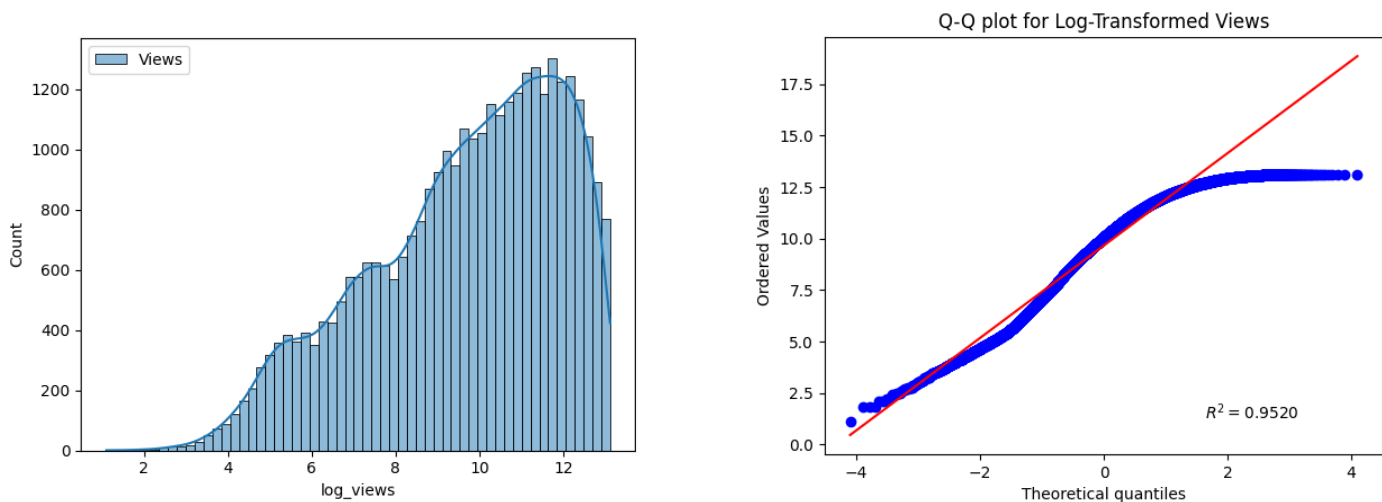 Views
Count
1200
1000
800
600
400
200
0
2 4 6 8 10 12
log_views
Q-Q plot for Log-Transformed Views
Ordered Values
17.5
15.0
12.5
10.0
7.5
5.0
2.5
0.0
R² = 0.9520
−4 −2 0 2 4
Theoretical quantiles